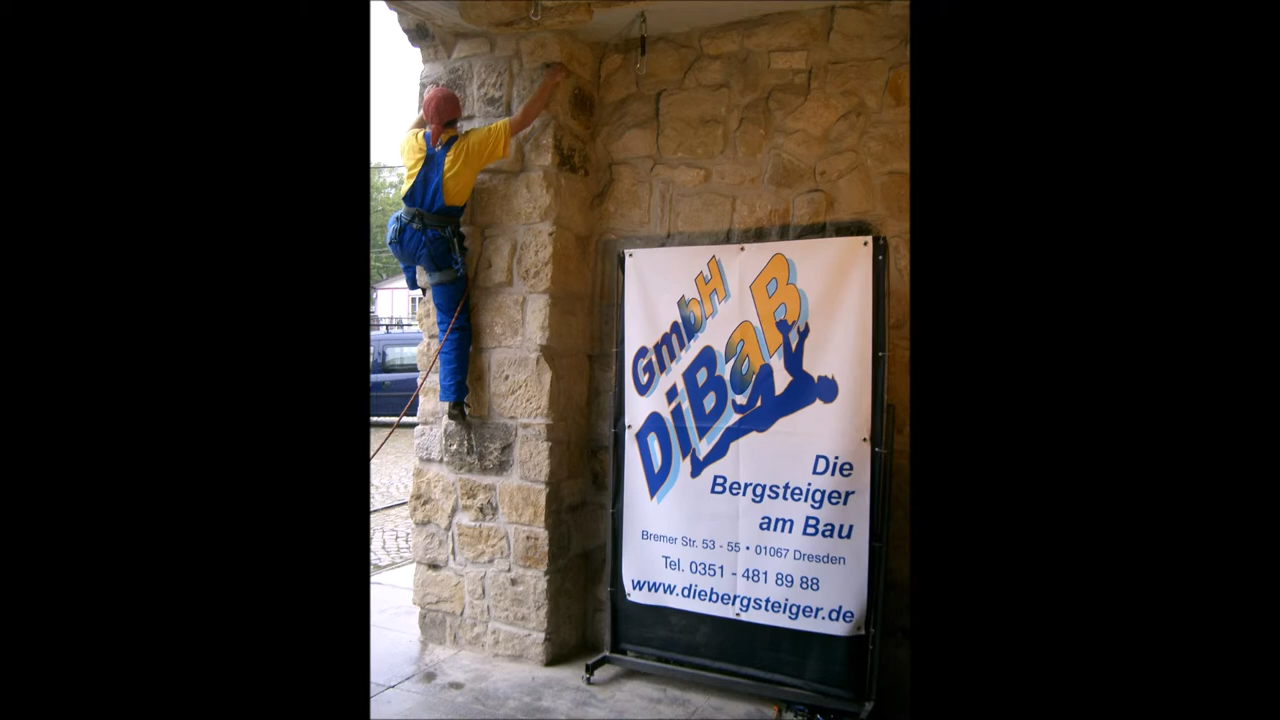 GmbH
DiBaB
Die
Bergsteiger
am Bau
Bremer Str. 53 - 55 • 01067 Dresden
Tel. 0351 - 481 89 88
www.diebergsteiger.de